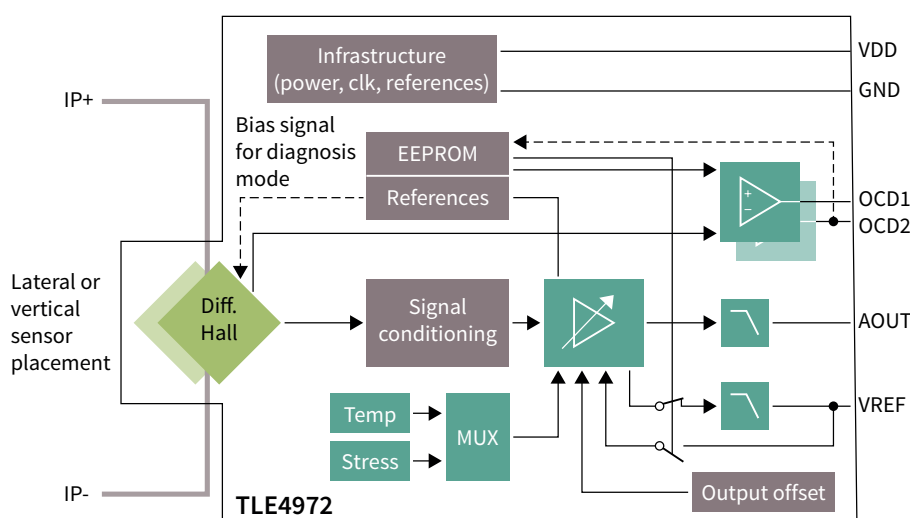 Infrastructure
(power, clk, references)
VDD
GND
IP+
Bias signal
for diagnosis
mode
EEPROM
References
+
−
OCD1
OCD2
Lateral or
vertical
sensor
placement
Diff.
Hall
Signal
conditioning
AOUT
Temp
Stress
MUX
VREF
Output offset
IP-
TLE4972